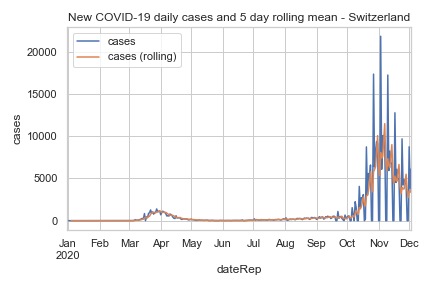 New COVID-19 daily cases and 5 day rolling mean - Switzerland
cases
cases (rolling)
20000
15000
10000
5000
0
cases
Jan Feb Mar Apr May Jun Jul Aug Sep Oct Nov Dec
2020
dateRep